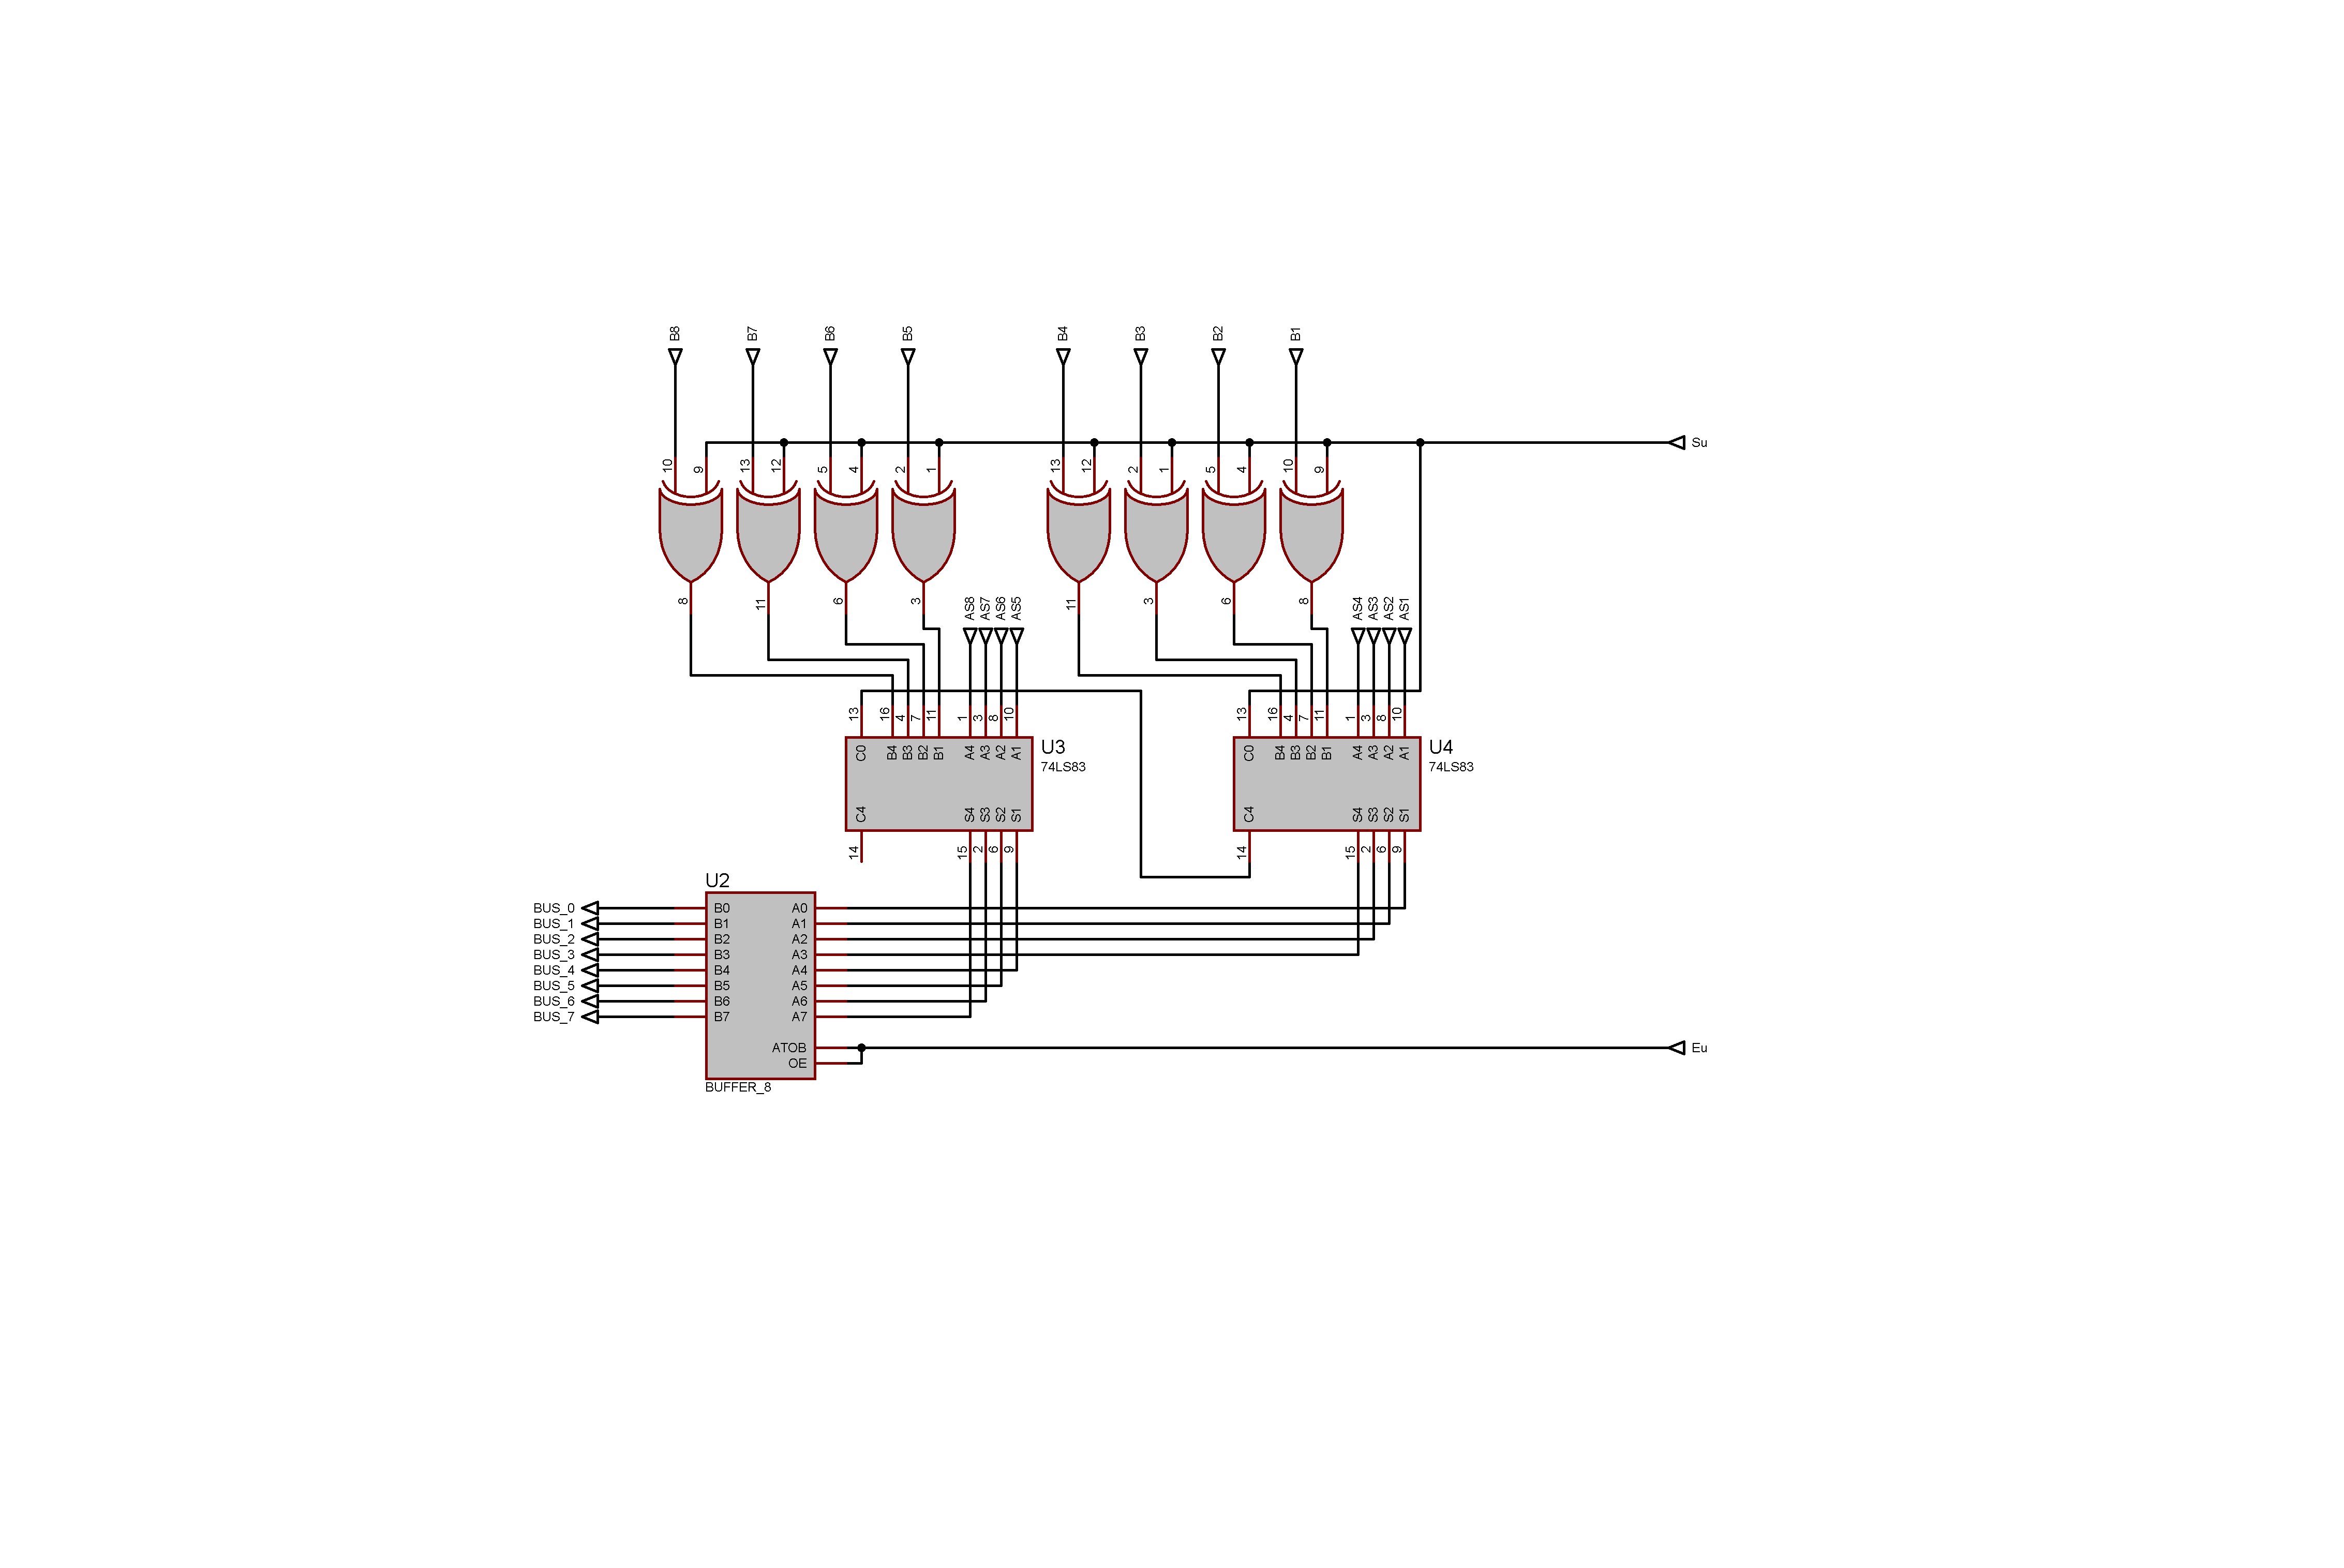 B8 B7 B6 B5 B4 B3 B2 B1
Su
10 9 13 12 5 4 2 1 13 12 2 1 5 4 10 9
8 11 6 3 AS8 AS7 AS6 AS5 11 3 6 8 AS4 AS3 AS2 AS1
13 16 4 7 11 1 3 8 10 13 16 4 7 11 1 3 8 10
C0 B4 B3 B2 B1 A4 A3 A2 A1 U3 C0 B4 B3 B2 B1 A4 A3 A2 A1 U4
74LS83 74LS83
C4 S4 S3 S2 S1 C4 S4 S3 S2 S1
14 15 2 6 9 14 15 2 6 9
U2
BUS_0 B0 A0
BUS_1 B1 A1
BUS_2 B2 A2
BUS_3 B3 A3
BUS_4 B4 A4
BUS_5 B5 A5
BUS_6 B6 A6
BUS_7 B7 A7
ATOB Eu
OE
BUFFER_8